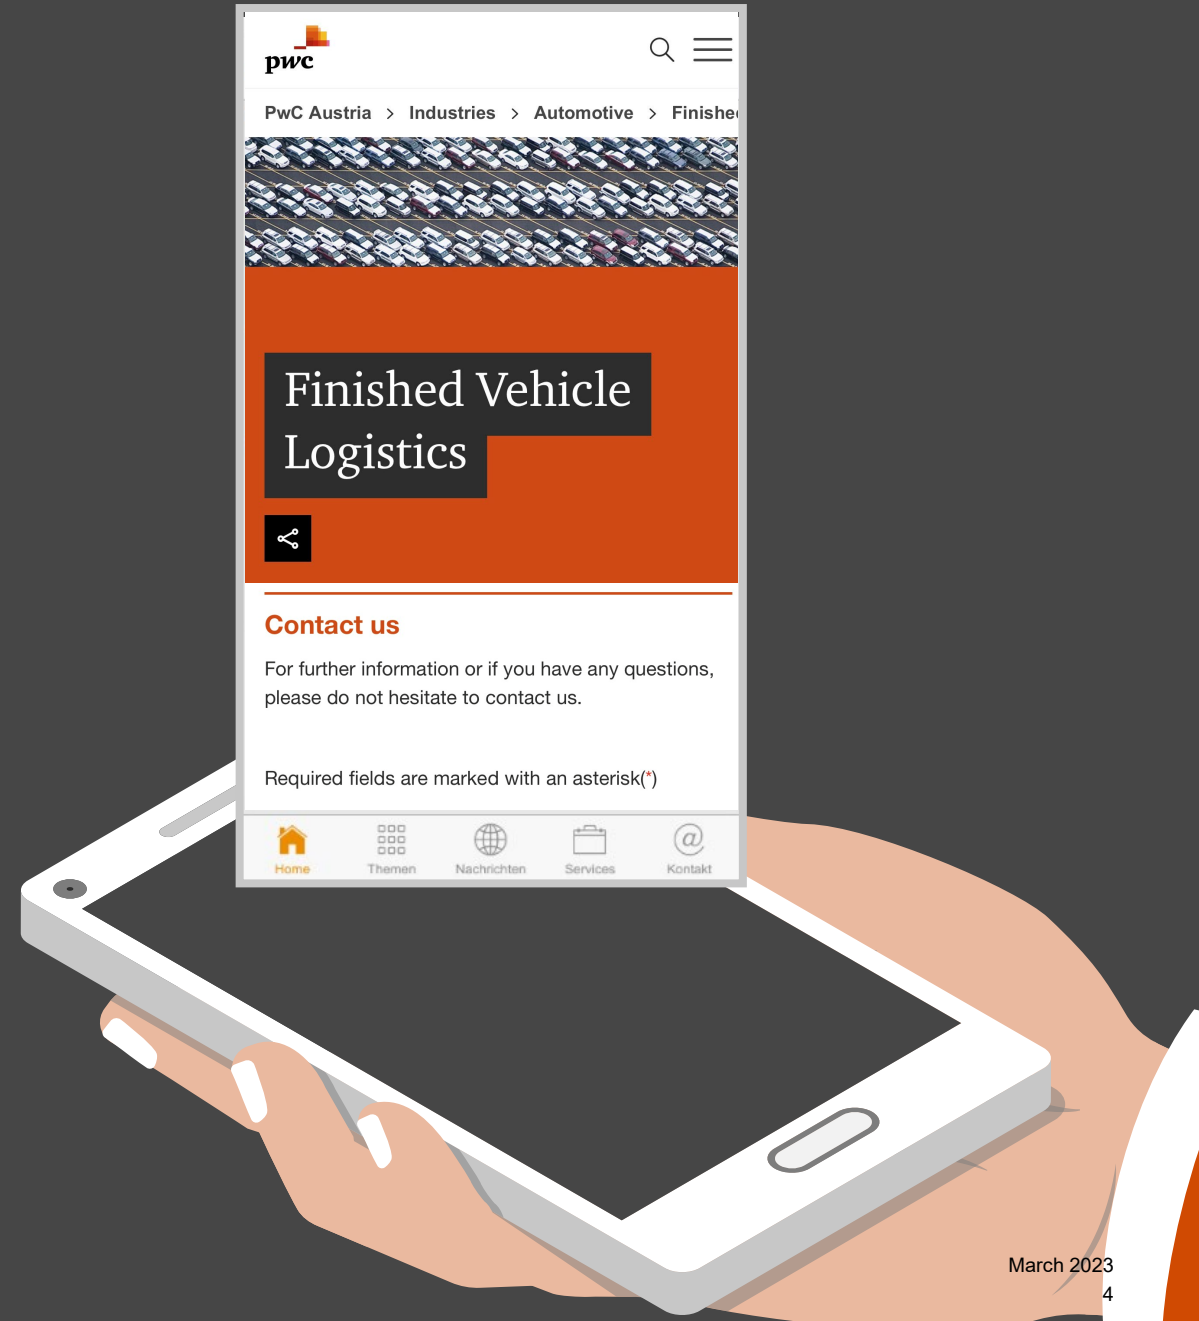 pwc
PwC Austria > Industries > Automotive > Finishe
Finished Vehicle
Logistics
Contact us
For further information or if you have any questions,
please do not hesitate to contact us.
Required fields are marked with an asterisk(*)
Home Themen Nachrichten Services Kontakt
March 2023
4